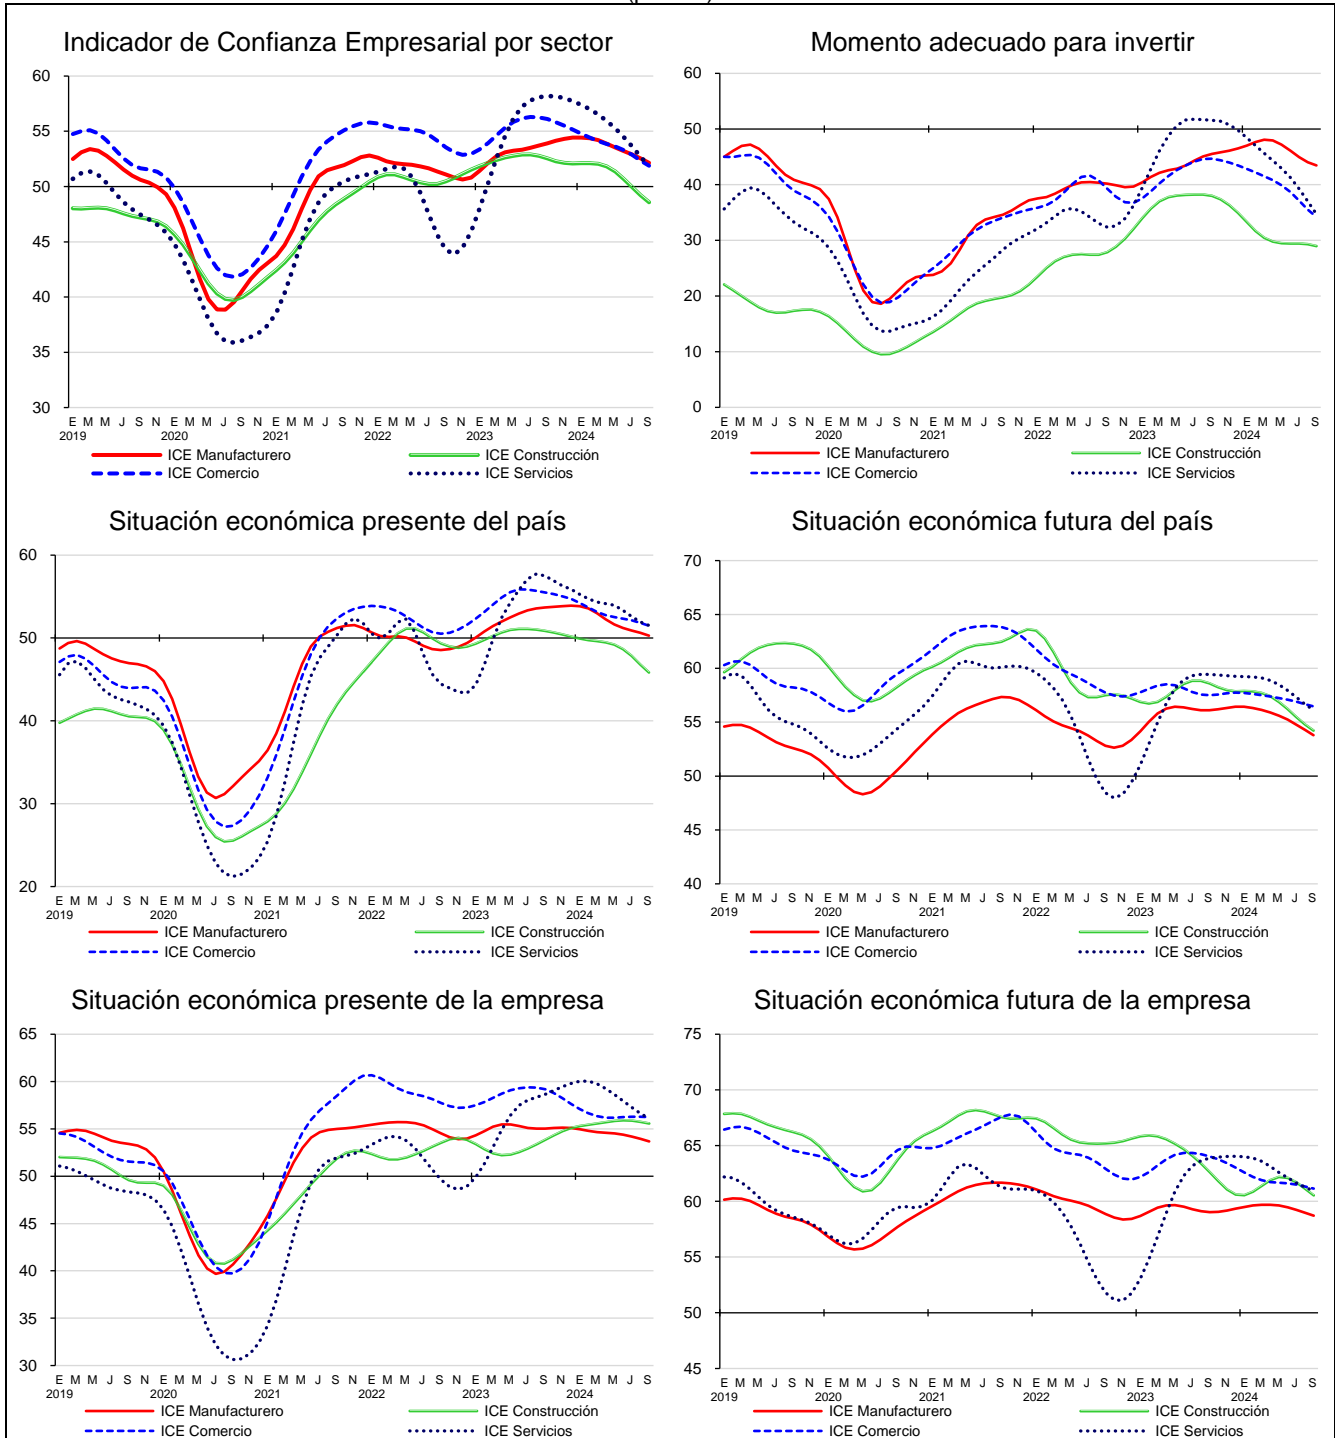 Indicador de Confianza Empresarial por sector
60
55
50
45
40
35
30
E M M J S N E M M J S N E M M J S N E M M J S N E M M J S N E M M J S
2019 2020 2021 2022 2023 2024
ICE Manufacturero ICE Construcción
ICE Comercio ICE Servicios
Momento adecuado para invertir
60
50
40
30
20
10
0
E M M J S N E M M J S N E M M J S N E M M J S N E M M J S N E M M J S
2019 2020 2021 2022 2023 2024
ICE Manufacturero ICE Construcción
ICE Comercio ICE Servicios
Situación económica presente del país
60
50
40
30
20
E M M J S N E M M J S N E M M J S N E M M J S N E M M J S N E M M J S
2019 2020 2021 2022 2023 2024
ICE Manufacturero ICE Construcción
ICE Comercio ICE Servicios
Situación económica futura del país
70
65
60
55
50
45
40
E M M J S N E M M J S N E M M J S N E M M J S N E M M J S N E M M J S
2019 2020 2021 2022 2023 2024
ICE Manufacturero ICE Construcción
ICE Comercio ICE Servicios
Situación económica presente de la empresa
65
60
55
50
45
40
35
30
E M M J S N E M M J S N E M M J S N E M M J S N E M M J S N E M M J S
2019 2020 2021 2022 2023 2024
ICE Manufacturero ICE Construcción
ICE Comercio ICE Servicios
Situación económica futura de la empresa
75
70
65
60
55
50
45
E M M J S N E M M J S N E M M J S N E M M J S N E M M J S N E M M J S
2019 2020 2021 2022 2023 2024
ICE Manufacturero ICE Construcción
ICE Comercio ICE Servicios